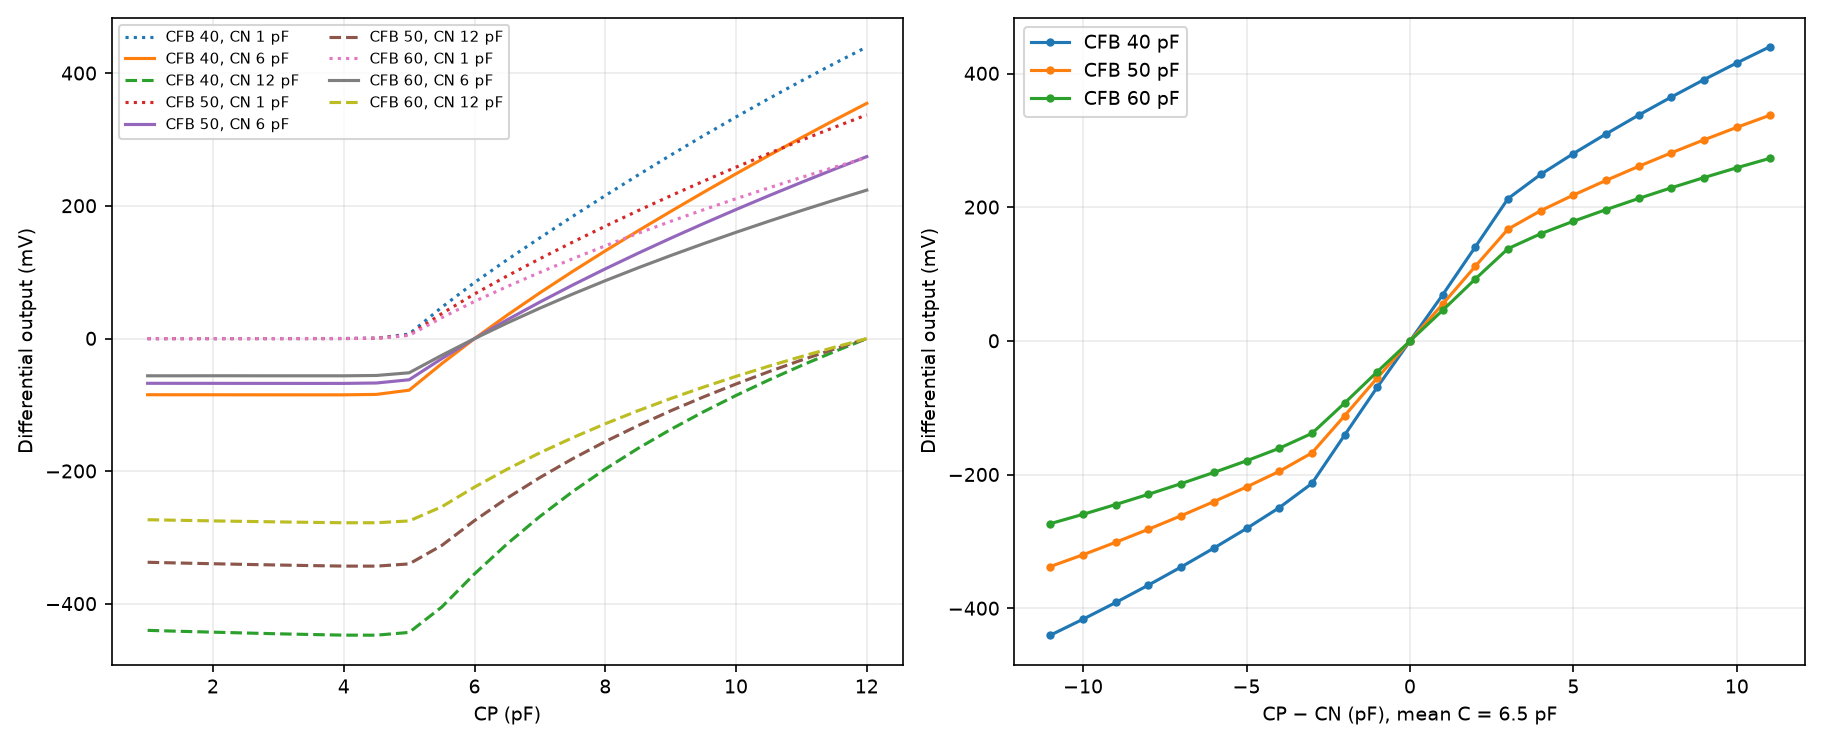 CFB 40, CN 1 pF
CFB 40, CN 6 pF
CFB 40, CN 12 pF
CFB 50, CN 1 pF
CFB 50, CN 6 pF
CFB 50, CN 12 pF
CFB 60, CN 1 pF
CFB 60, CN 6 pF
CFB 60, CN 12 pF
Differential output (mV)
400
200
0
−200
−400
2 4 6 8 10 12
CP (pF)
CFB 40 pF
CFB 50 pF
CFB 60 pF
Differential output (mV)
400
200
0
−200
−400
−10 −5 0 5 10
CP − CN (pF), mean C = 6.5 pF